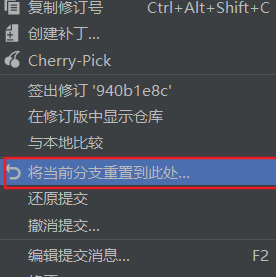 复制修订号 Ctrl+Alt+Shift+C
创建补丁...
Cherry-Pick
签出修订 '940b1e8c'
在修订版中显示仓库
与本地比较
将当前分支重置到此处...
还原提交
撤消提交...
编辑提交消息... F2